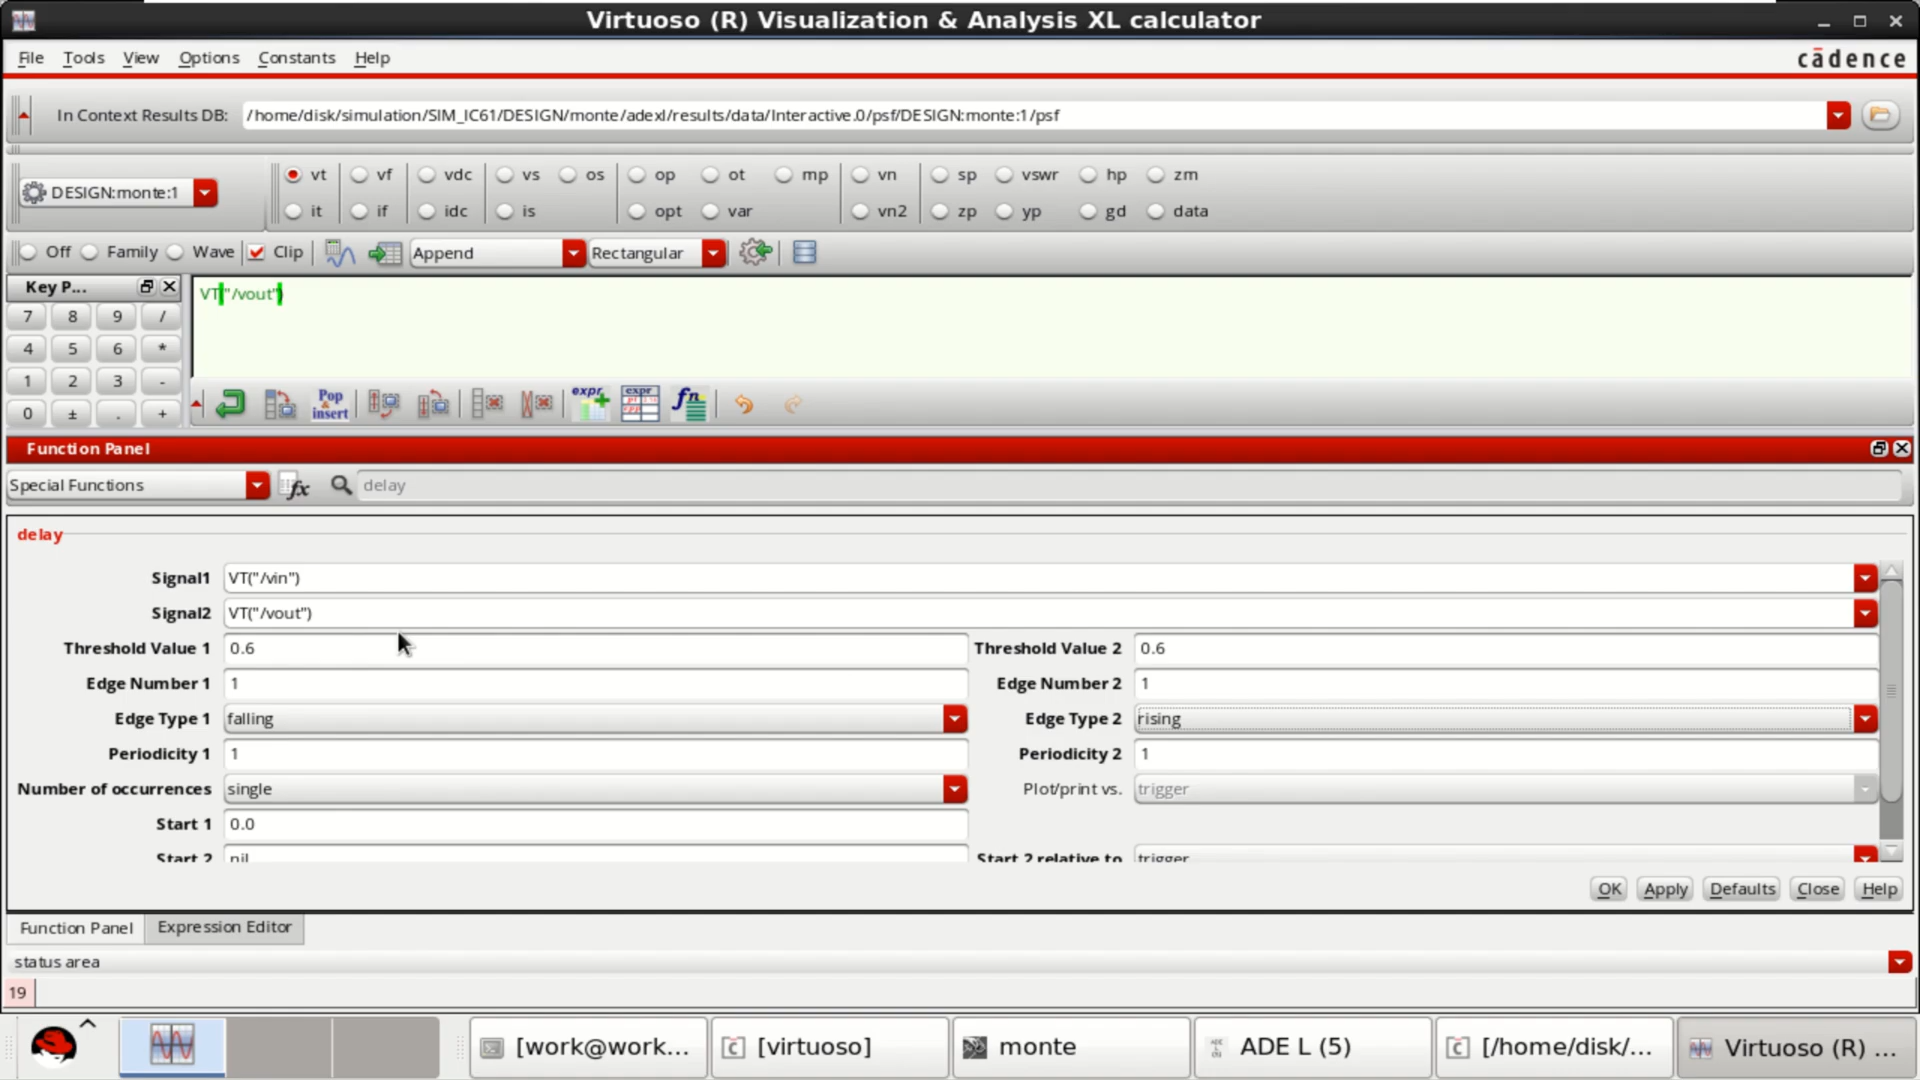 Virtuoso (R) Visualization & Analysis XL calculator
File Tools View Options Constants Help
cādence
In Context Results DB: /home/disk/simulation/SIM_IC61/DESIGN/monte/adexl/results/data/Interactive.0/psf/DESIGN:monte:1/psf
DESIGN:monte:1
vt vf vdc vs os op ot mp vn sp vswr hp zm
it if idc is opt var vn2 zp yp gd data
Off Family Wave Clip Append Rectangular
Key P...
VT("/vout")
7 8 9 /
4 5 6 *
1 2 3 -
0 ± . +
Pop insert
expr
expr
fn
Function Panel
Special Functions fx delay
delay
Signal1 VT("/vin")
Signal2 VT("/vout")
Threshold Value 1 0.6 Threshold Value 2 0.6
Edge Number 1 1 Edge Number 2 1
Edge Type 1 falling Edge Type 2 rising
Periodicity 1 1 Periodicity 2 1
Number of occurrences single Plot/print vs. trigger
Start 1 0.0
Start 2 nil Start 2 relative to trigger
OK Apply Defaults Close Help
Function Panel Expression Editor
status area
19
[work@work... [virtuoso] monte ADE L (5) [/home/disk/... Virtuoso (R) ...